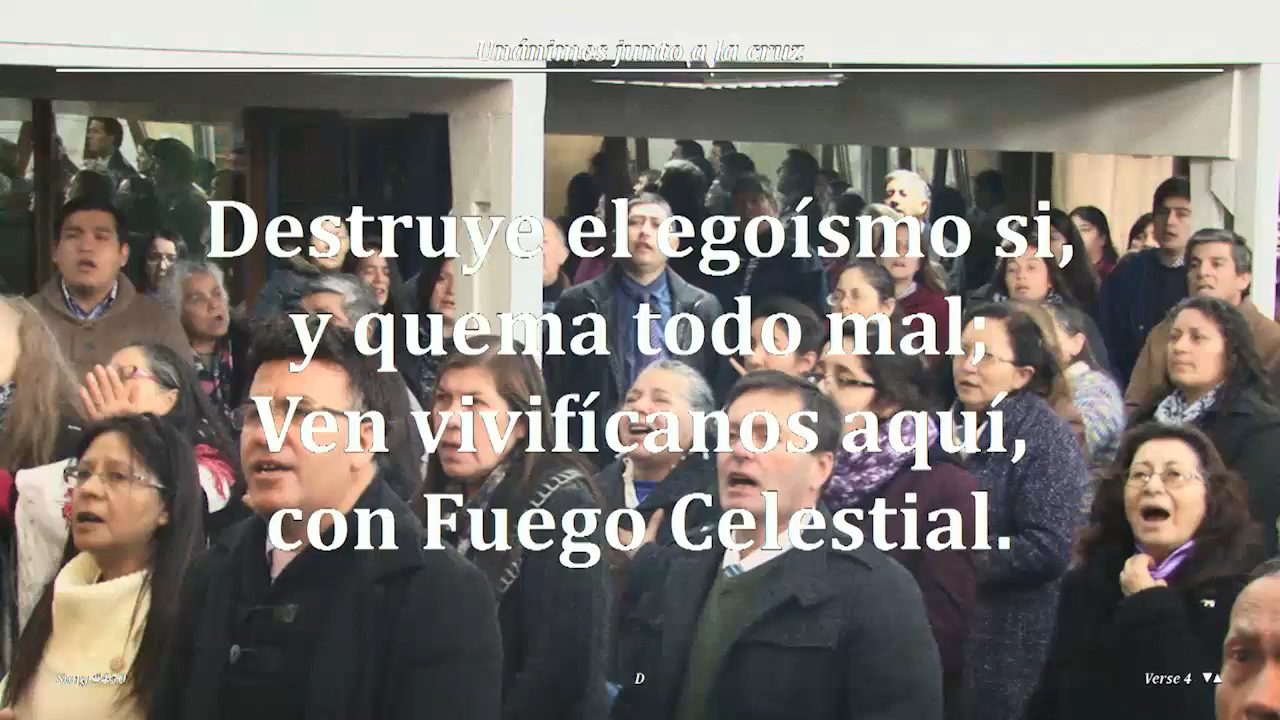 Unánimes junto a la cruz
Destruye el egoísmo si,
y quema todo mal;
Ven vivifícanos aquí,
con Fuego Celestial.
D
Verse 4 ▼▲